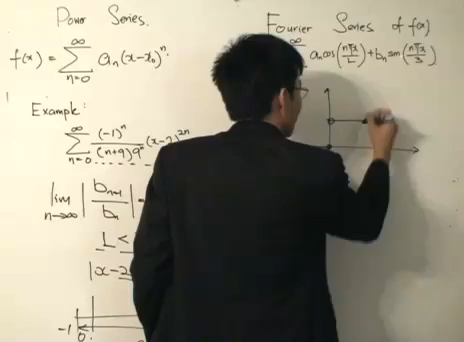 Power Series.
f(x) = ∑_{n=0}^{∞} a_n (x-x_0)^n.
Example:
∑_{n=0}^{∞} (-1)^n / ((n+9)9^n) (x-2)^{2n}
lim_{n→∞} |b_{n+1} / b_n| =
L <
|x-2
-1 0
Fourier Series of f(x)
∞ a_n cos(nπx/L) + b_n sin(nπx/3)